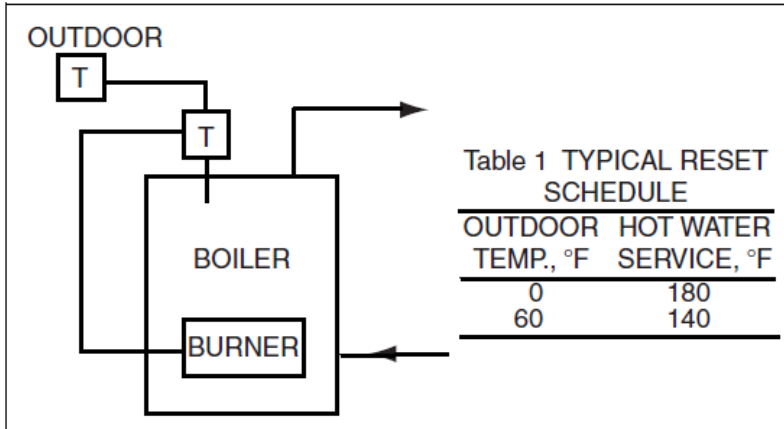 OUTDOOR
T
T
BOILER
BURNER
Table 1 TYPICAL RESET
SCHEDULE
OUTDOOR HOT WATER
TEMP., °F SERVICE, °F
0 180
60 140